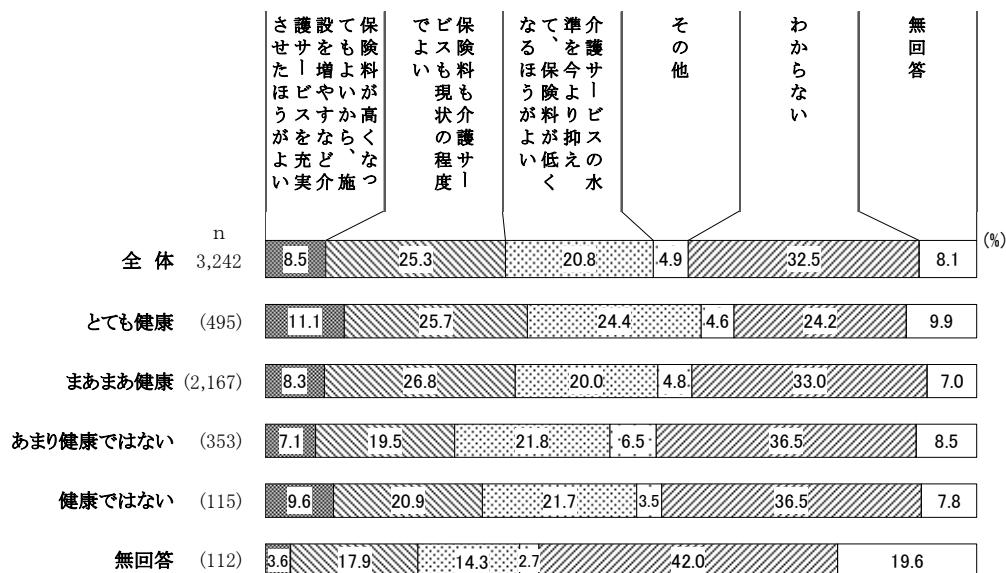 保険料が高くなっ
てもよいから、施
設を増やすなど介
護サービスを充実
させたほうがよい
保険料も介護サー
ビスも現状の程度
でよい
介護サービスの水
準を今より抑え
て、保険料が低く
なるほうがよい
その他
わからない
無回答
n
(%)
全 体 3,242 8.5 25.3 20.8 4.9 32.5 8.1
とても健康 (495) 11.1 25.7 24.4 4.6 24.2 9.9
まあまあ健康 (2,167) 8.3 26.8 20.0 4.8 33.0 7.0
あまり健康ではない (353) 7.1 19.5 21.8 6.5 36.5 8.5
健康ではない (115) 9.6 20.9 21.7 3.5 36.5 7.8
無回答 (112) 3.6 17.9 14.3 2.7 42.0 19.6